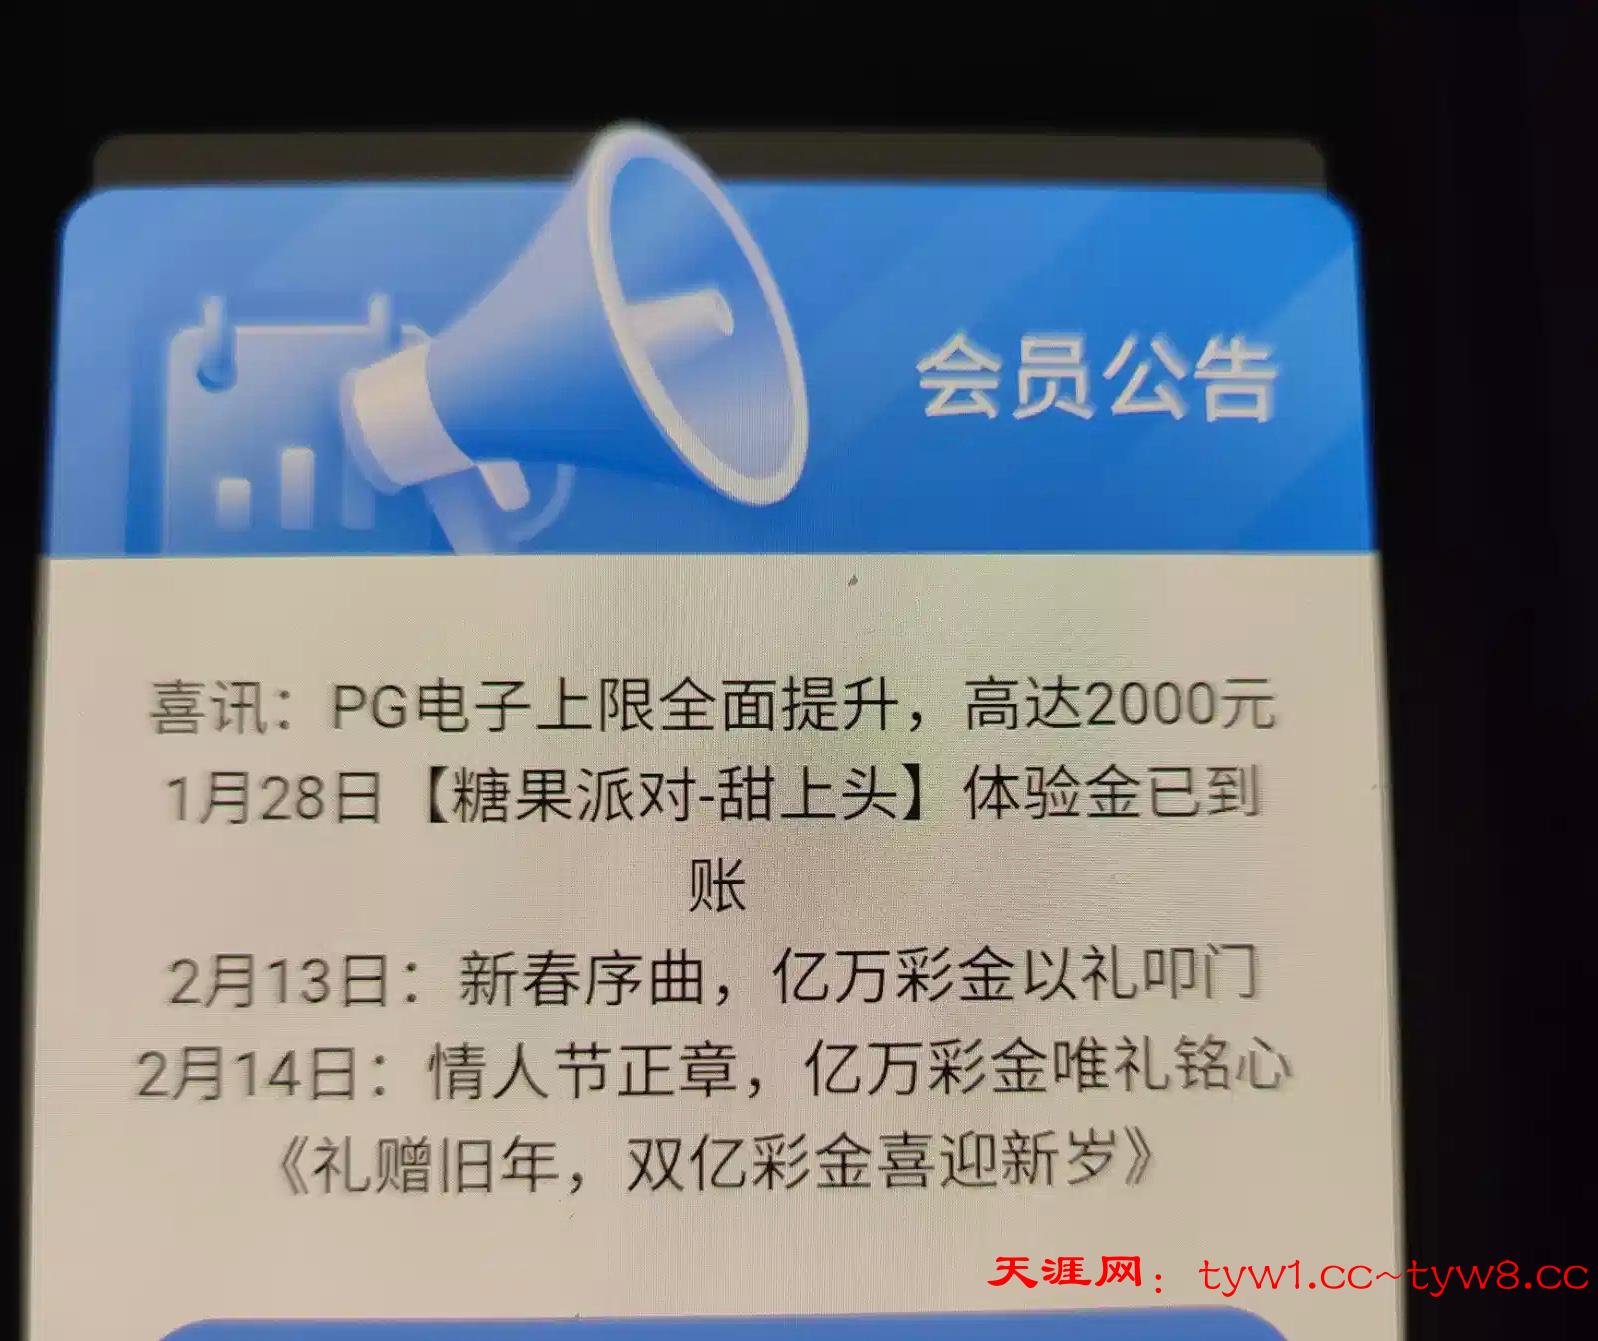 会员公告
喜讯：PG电子上限全面提升，高达2000元
1月28日【糖果派对-甜上头】体验金已到
账
2月13日：新春序曲，亿万彩金以礼叩门
2月14日：情人节正章，亿万彩金唯礼铭心
《礼赠旧年，双亿彩金喜迎新岁》
天涯网：tyw1.cc~tyw8.cc